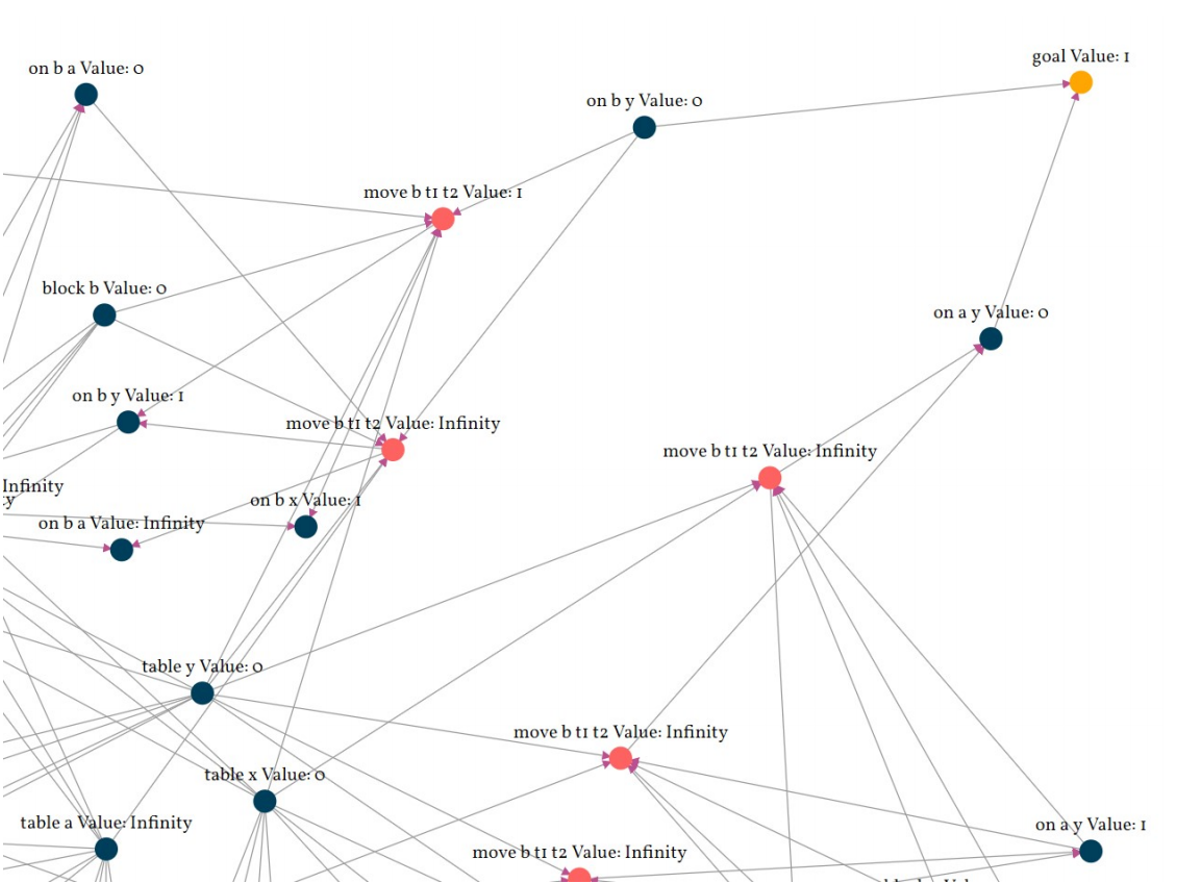 goal Value: 1
on b a Value: 0
on b y Value: 0
move b t1 t2 Value: 1
block b Value: 0
on a y Value: 0
on b y Value: 1
move b t1 t2 Value: Infinity
move b t1 t2 Value: Infinity
Infinity
on b x Value: 1
on b a Value: Infinity
table y Value: 0
move b t1 t2 Value: Infinity
table x Value: 0
table a Value: Infinity
on a y Value: 1
move b t1 t2 Value: Infinity